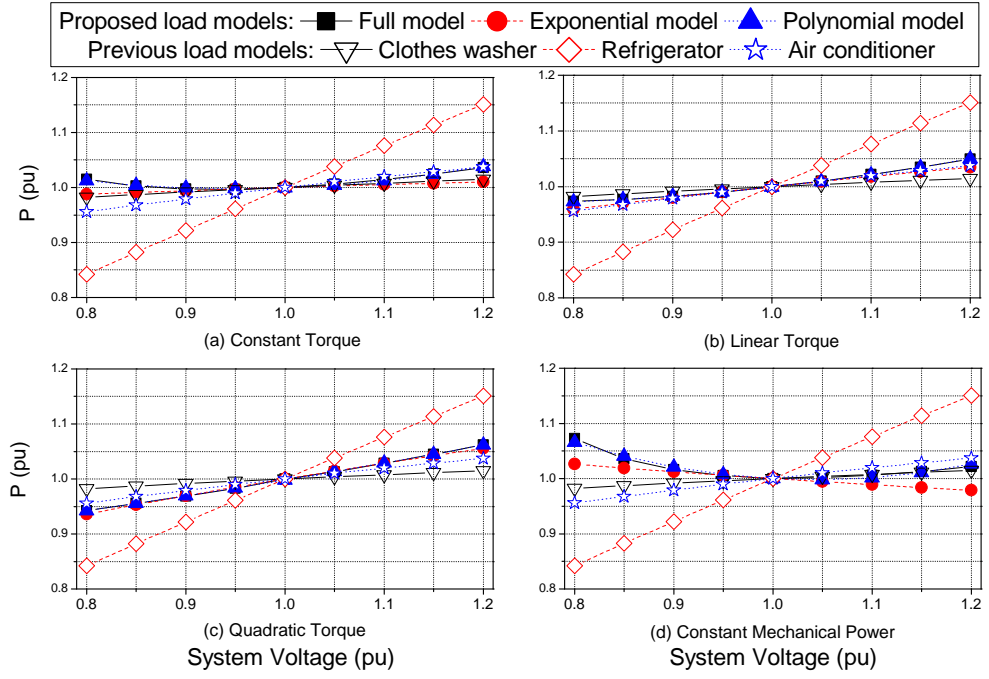 Proposed load models: Full model Exponential model Polynomial model
Previous load models: Clothes washer Refrigerator Air conditioner
1.2 1.2
1.1 1.1
1.0 1.0
0.9 0.9
0.8 0.8
P (pu)
0.8 0.9 1.0 1.1 1.2 0.8 0.9 1.0 1.1 1.2
(a) Constant Torque (b) Linear Torque
1.2 1.2
1.1 1.1
1.0 1.0
0.9 0.9
0.8 0.8
P (pu)
0.8 0.9 1.0 1.1 1.2 0.8 0.9 1.0 1.1 1.2
(c) Quadratic Torque (d) Constant Mechanical Power
System Voltage (pu) System Voltage (pu)